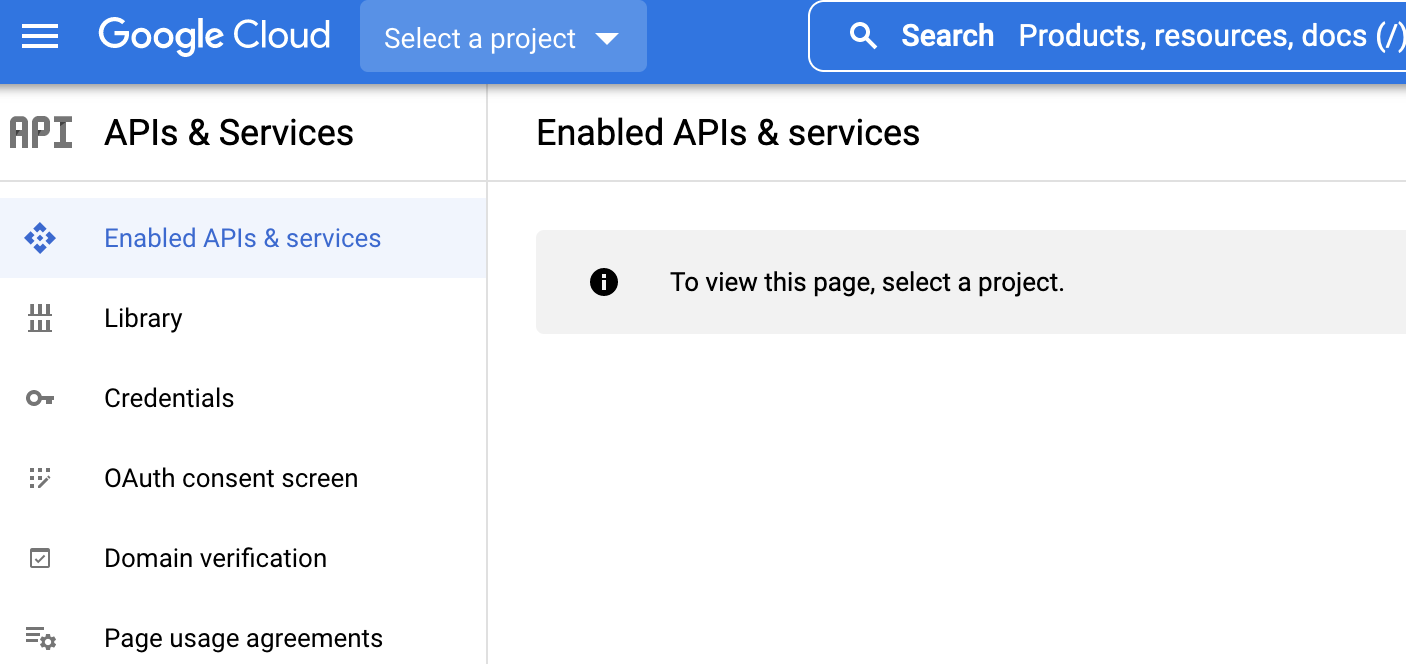 Google Cloud
Select a project
Search Products, resources, docs (/)
API APIs & Services
Enabled APIs & services
Enabled APIs & services
Library
Credentials
OAuth consent screen
Domain verification
Page usage agreements
To view this page, select a project.